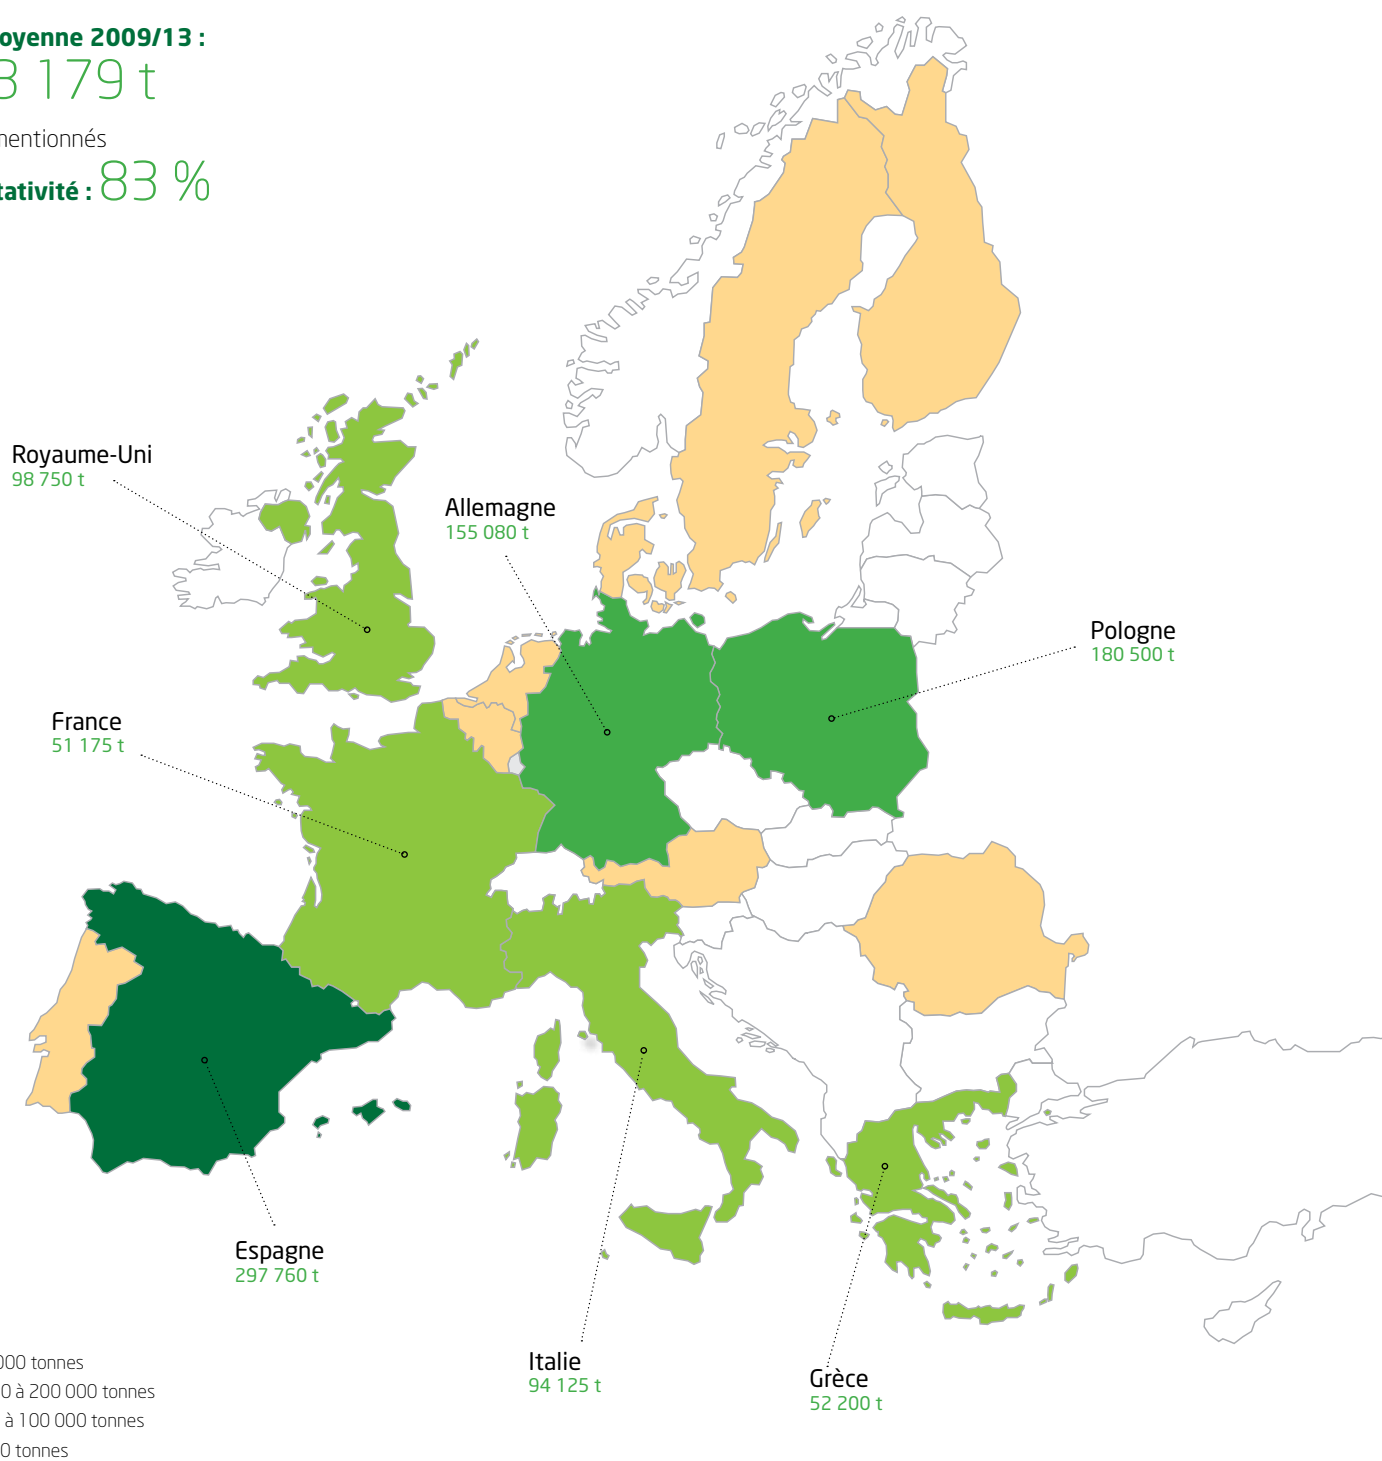 oyenne 2009/13 :
3 179 t
mentionnés
tativité : 83 %
Royaume-Uni
98 750 t
Allemagne
155 080 t
Pologne
180 500 t
France
51 175 t
Espagne
297 760 t
Italie
94 125 t
Grèce
52 200 t
000 tonnes
0 à 200 000 tonnes
à 100 000 tonnes
0 tonnes